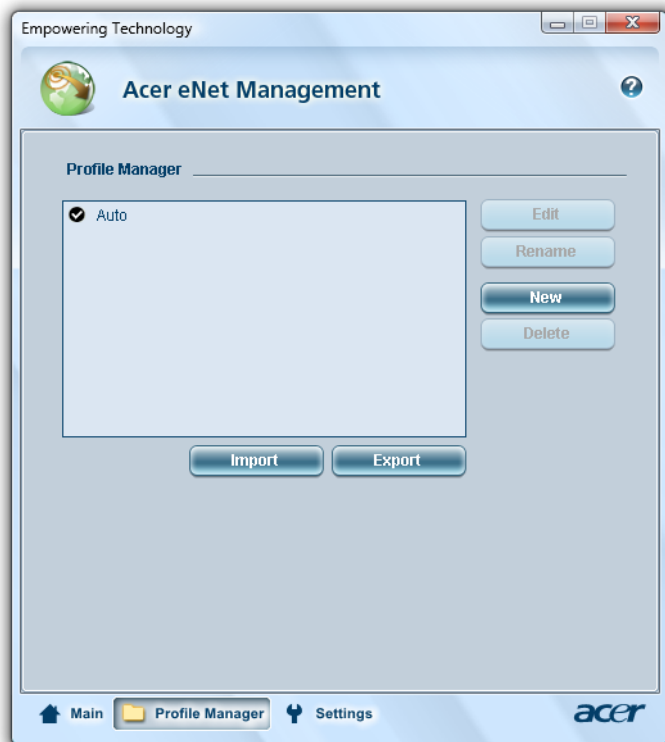 Empowering Technology
Acer eNet Management
Profile Manager
Auto
Edit
Rename
New
Delete
Import Export
Main Profile Manager Settings acer